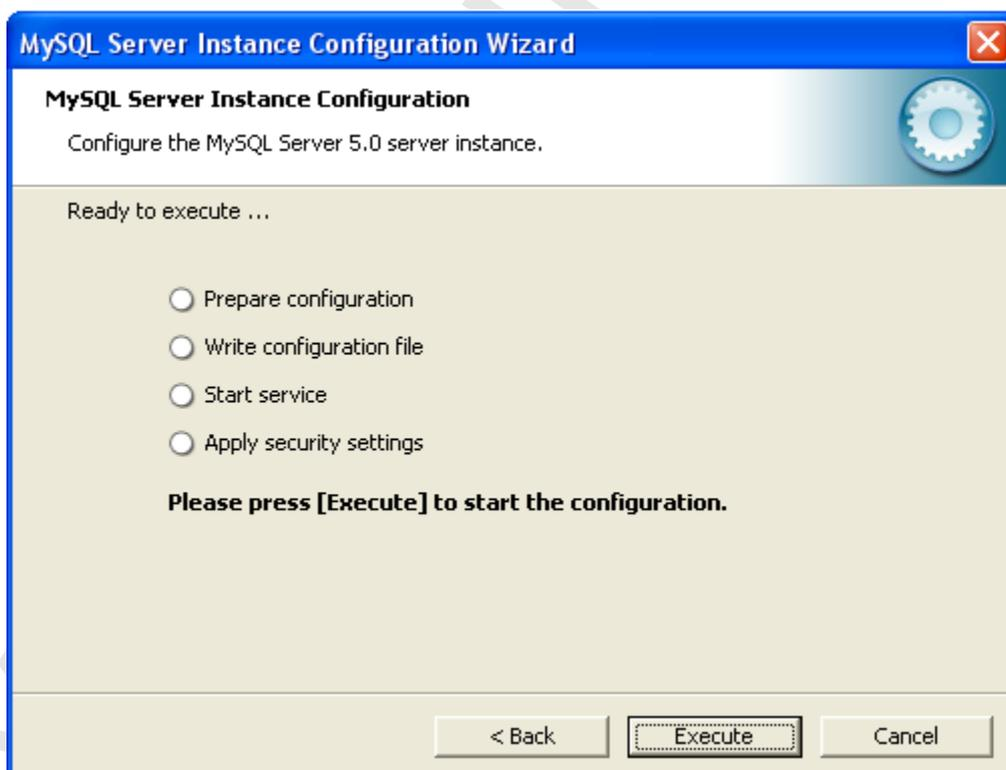 MySQL Server Instance Configuration Wizard
MySQL Server Instance Configuration
Configure the MySQL Server 5.0 server instance.
Ready to execute ...
Prepare configuration
Write configuration file
Start service
Apply security settings
Please press [Execute] to start the configuration.
< Back
Execute
Cancel